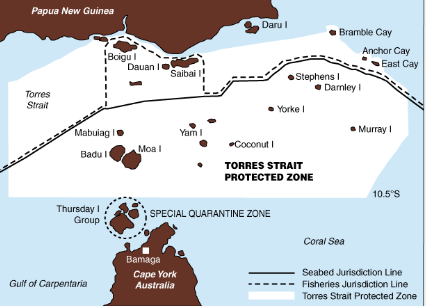 Papua New Guinea
Daru I
Bramble Cay
Anchor Cay
East Cay
Boigu I
Dauan I
Saibai I
Stephens I
Darnley I
Torres
Strait
Yorke I
Mabuiag I
Yam I
Murray I
Badu I
Moa I
Coconut I
TORRES STRAIT
PROTECTED ZONE
10.5°S
Thursday I
Group
SPECIAL QUARANTINE ZONE
Coral Sea
Bamaga
Cape York
Australia
Gulf of Carpentaria
Seabed Jurisdiction Line
Fisheries Jurisdiction Line
Torres Strait Protected Zone